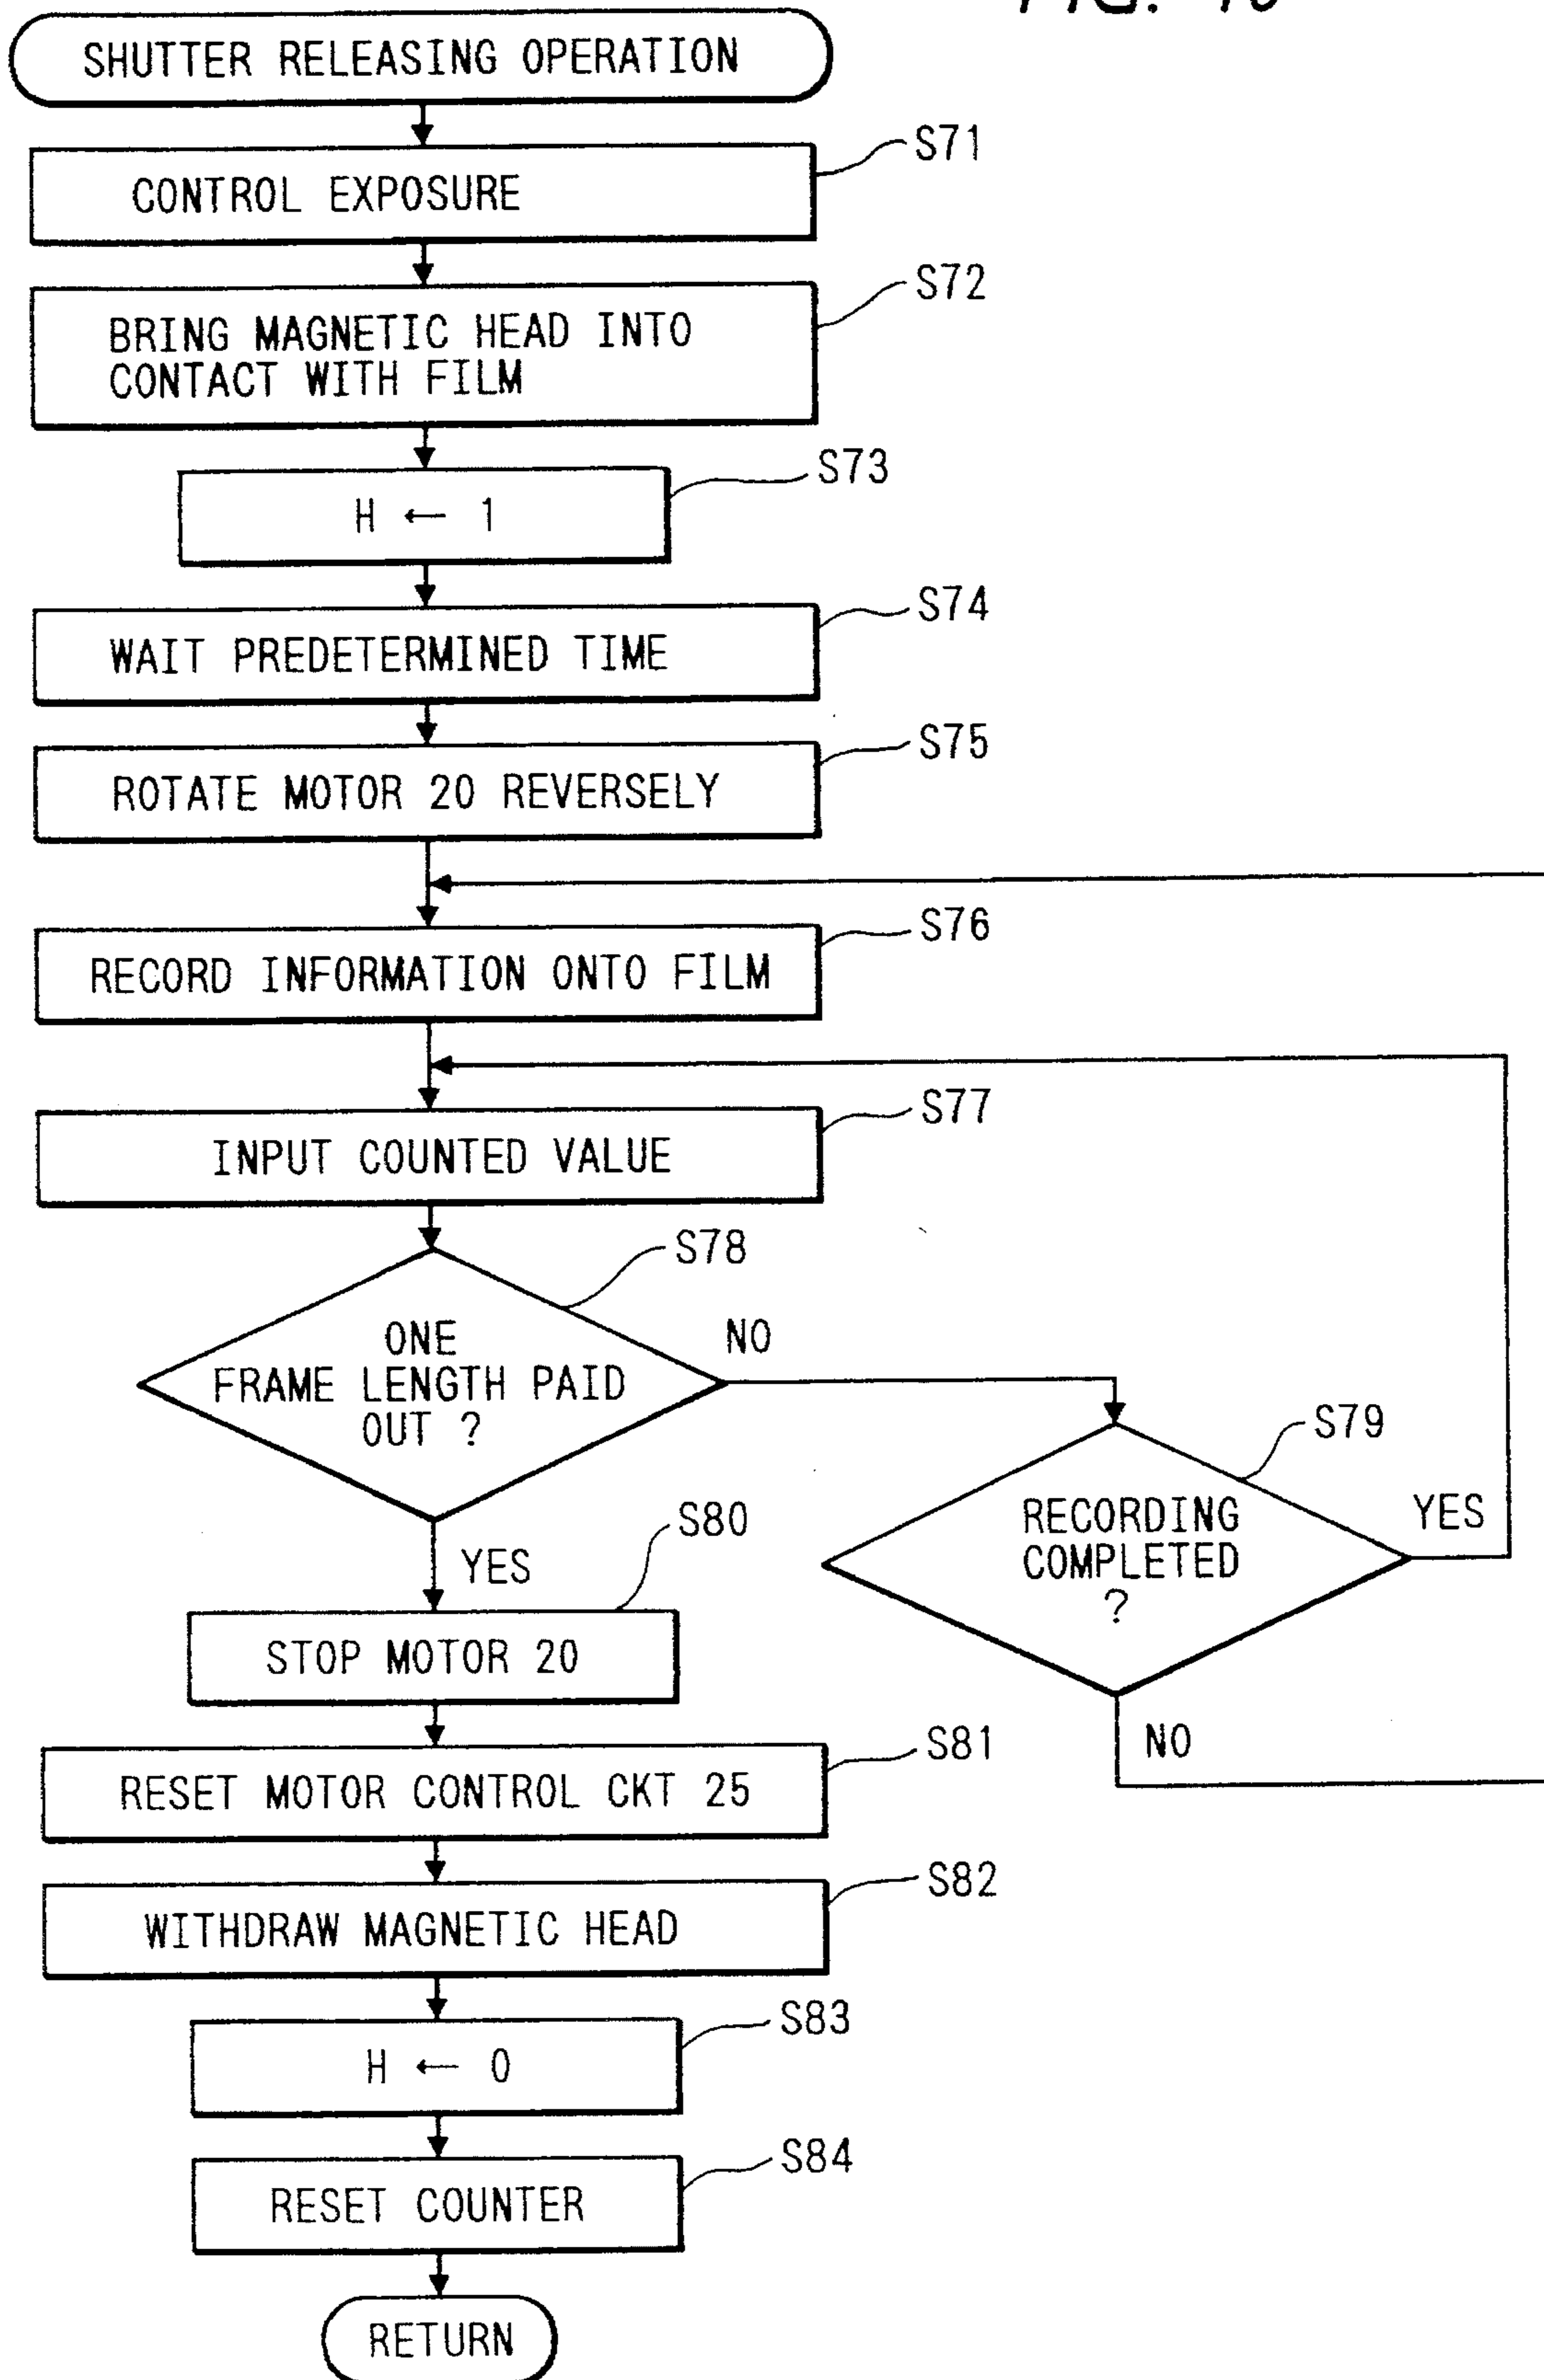 SHUTTER RELEASING OPERATION
S71
CONTROL EXPOSURE
S72
BRING MAGNETIC HEAD INTO
CONTACT WITH FILM
S73
H ← 1
S74
WAIT PREDETERMINED TIME
S75
ROTATE MOTOR 20 REVERSELY
S76
RECORD INFORMATION ONTO FILM
S77
INPUT COUNTED VALUE
S78
ONE
FRAME LENGTH PAID
OUT ?
NO
S79
RECORDING
COMPLETED
?
YES
NO
YES
S80
STOP MOTOR 20
S81
RESET MOTOR CONTROL CKT 25
S82
WITHDRAW MAGNETIC HEAD
S83
H ← 0
S84
RESET COUNTER
RETURN